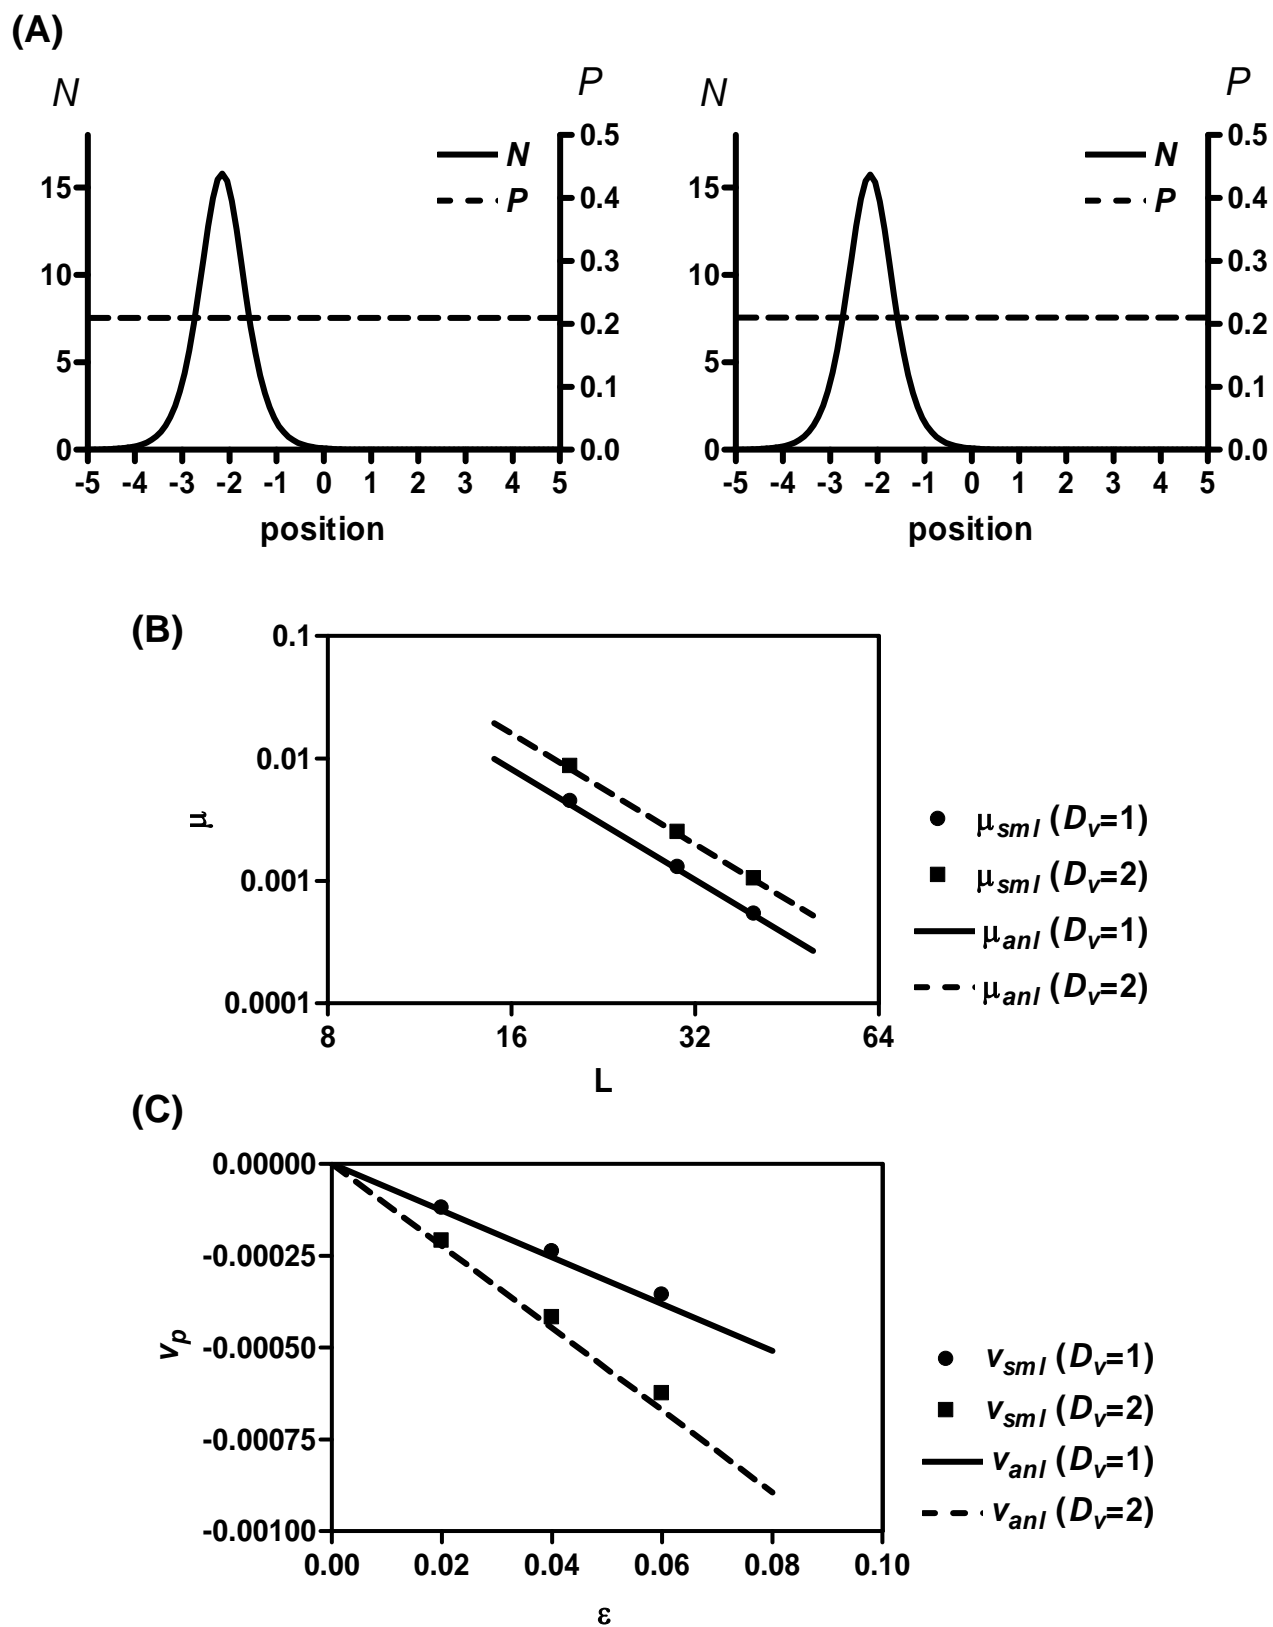 (A)
N P N P
0.5 0.5
N N
15 0.4 P 15 0.4 P
0.3 0.3
10 10
0.2 0.2
5 5
0.1 0.1
0 0.0 0 0.0
-5 -4 -3 -2 -1 0 1 2 3 4 5 -5 -4 -3 -2 -1 0 1 2 3 4 5
position position
(B)
0.1
0.01
μ
0.001
0.0001
8 16 32 64
L
μsml (Dv=1)
μsml (Dv=2)
μanl (Dv=1)
μanl (Dv=2)
(C)
0.00000
-0.00025
vp
-0.00050
-0.00075
-0.00100
0.00 0.02 0.04 0.06 0.08 0.10
ε
vsml (Dv=1)
vsml (Dv=2)
vanl (Dv=1)
vanl (Dv=2)